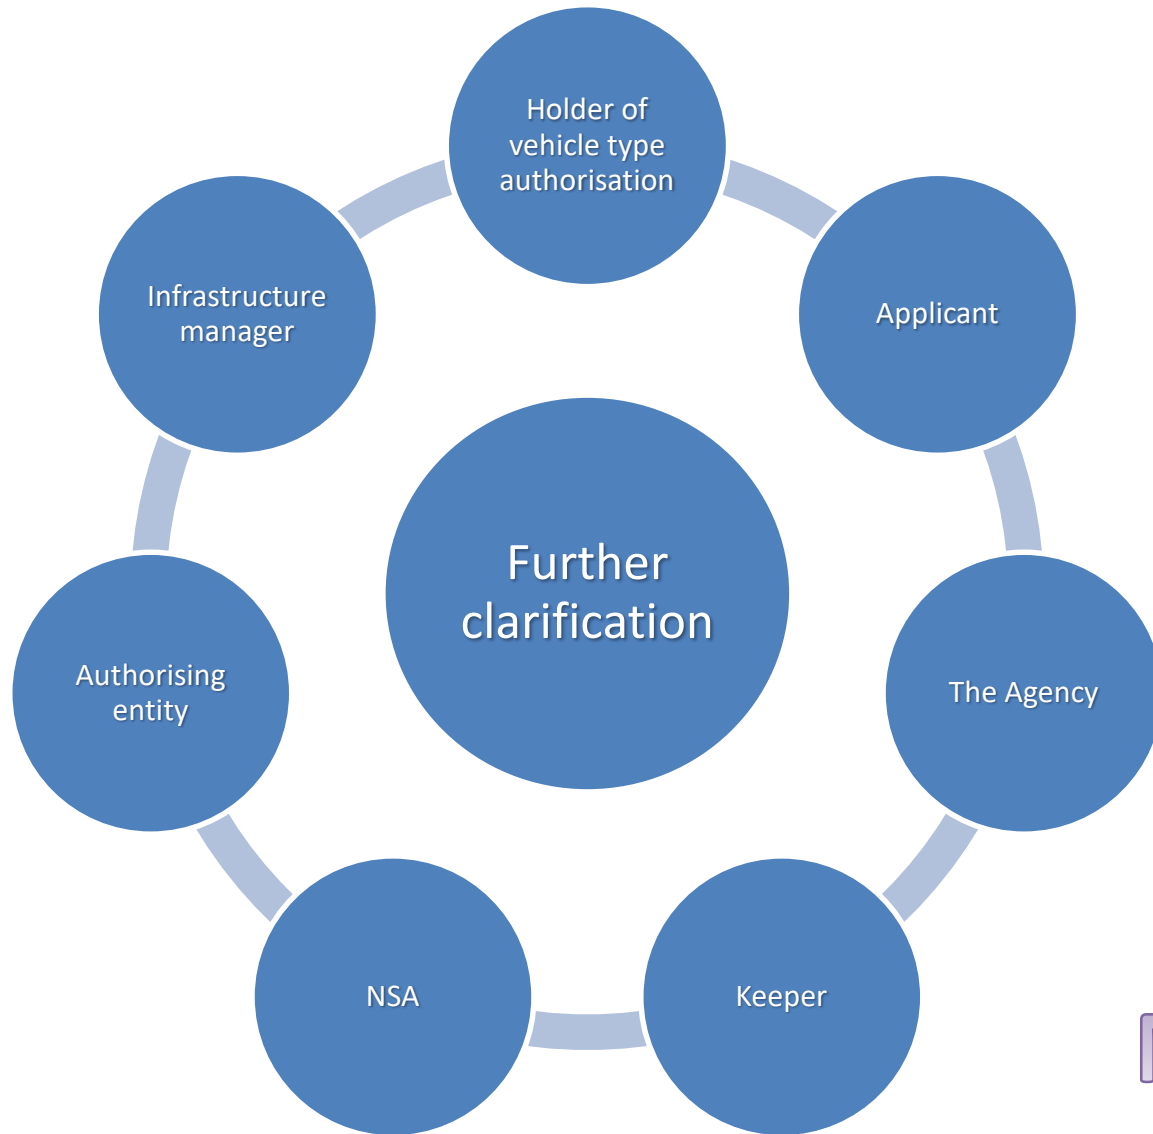 Holder of
vehicle type
authorisation
Applicant
The Agency
Keeper
NSA
Authorising
entity
Infrastructure
manager
Further
clarification